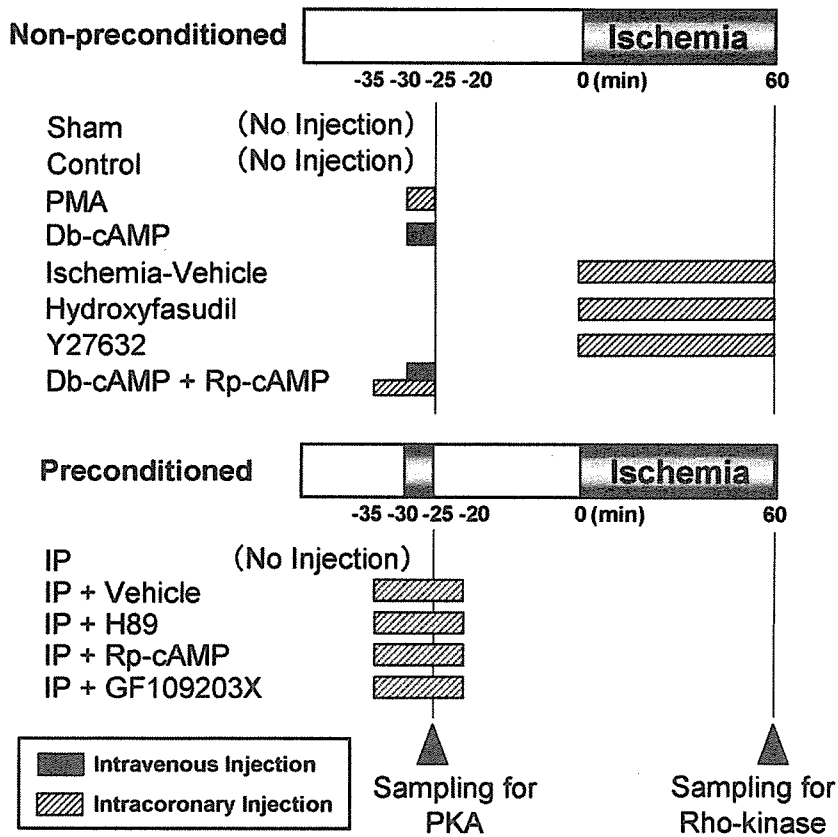 Non-preconditioned
Ischemia
-35 -30 -25 -20 0 (min) 60
Sham (No Injection)
Control (No Injection)
PMA
Db-cAMP
Ischemia-Vehicle
Hydroxyfasudil
Y27632
Db-cAMP + Rp-cAMP
Preconditioned
Ischemia
-35 -30 -25 -20 0 (min) 60
IP (No Injection)
IP + Vehicle
IP + H89
IP + Rp-cAMP
IP + GF109203X
Intravenous Injection
Intracoronary Injection
Sampling for
PKA
Sampling for
Rho-kinase